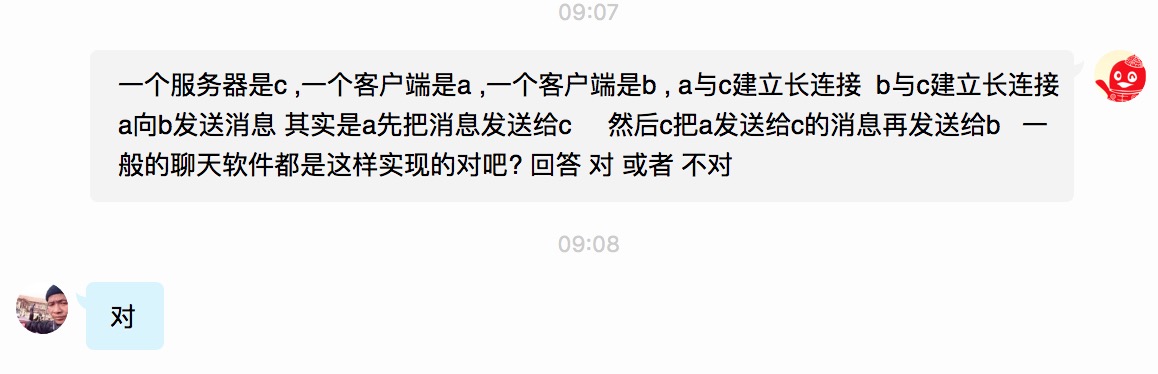 09:07
一个服务器是c ,一个客户端是a ,一个客户端是b , a与c建立长连接  b与c建立长连接
a向b发送消息 其实是a先把消息发送给c     然后c把a发送给c的消息再发送给b   一
般的聊天软件都是这样实现的对吧? 回答 对 或者 不对
09:08
对